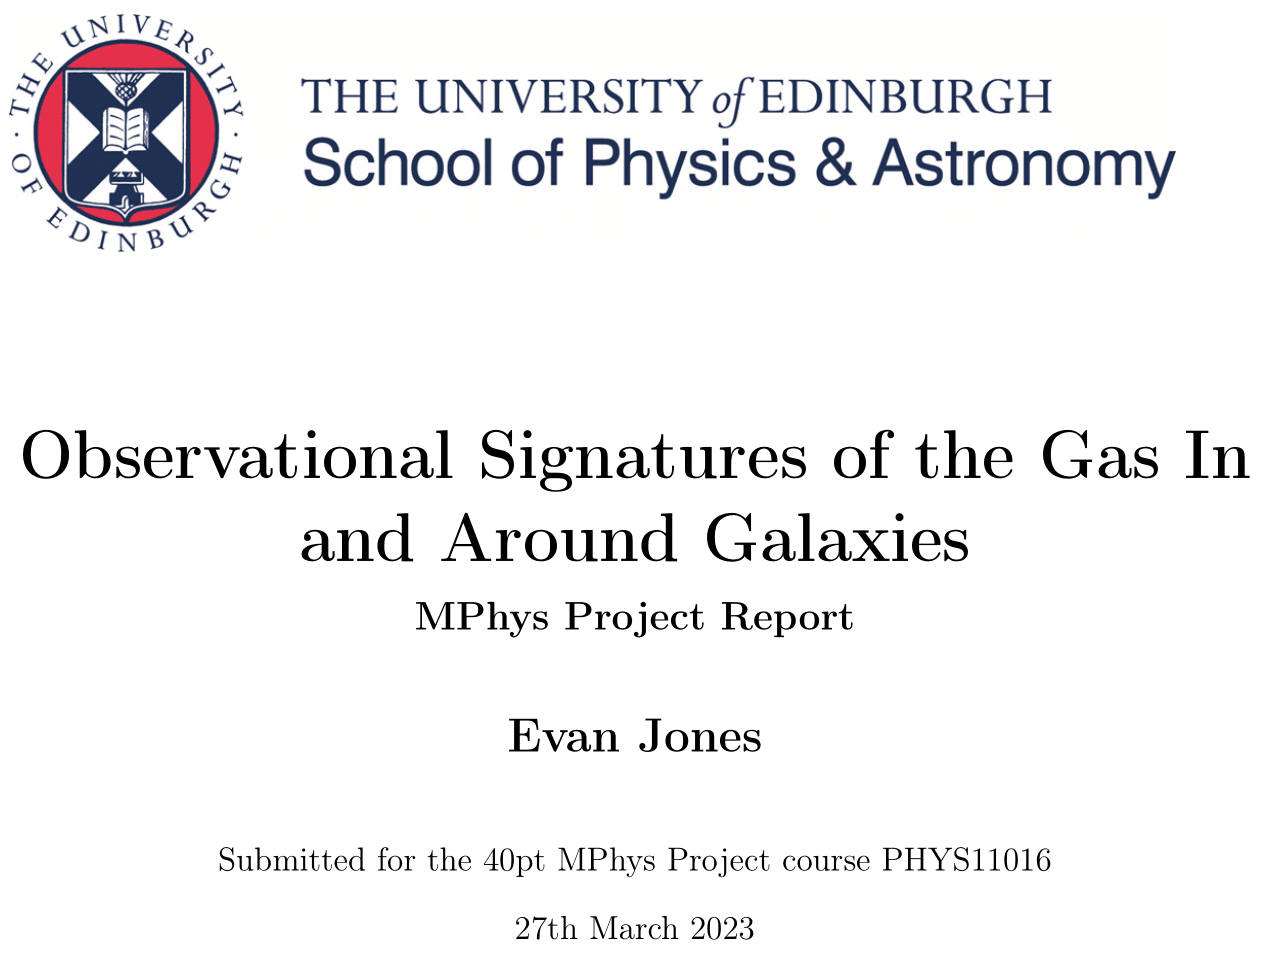 THE UNIVERSITY OF EDINBURGH
THE UNIVERSITY of EDINBURGH
School of Physics & Astronomy
Observational Signatures of the Gas In
and Around Galaxies
MPhys Project Report
Evan Jones
Submitted for the 40pt MPhys Project course PHYS11016
27th March 2023